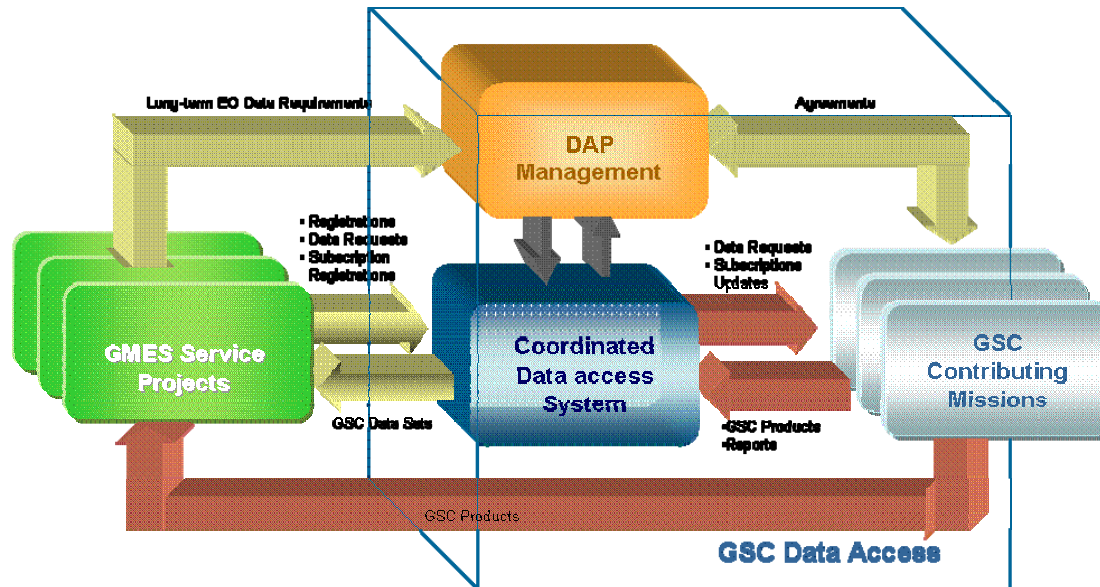 Long-term EO Data Requirements
Agreements
DAP
Management
• Registrations
• Data Requests
• Subscription
Registrations
• Data Requests
• Subscriptions
Updates
GMES Service
Projects
Coordinated
Data access
System
GSC
Contributing
Missions
GSC Data Sets
•GSC Products
•Reports
GSC Products
GSC Data Access